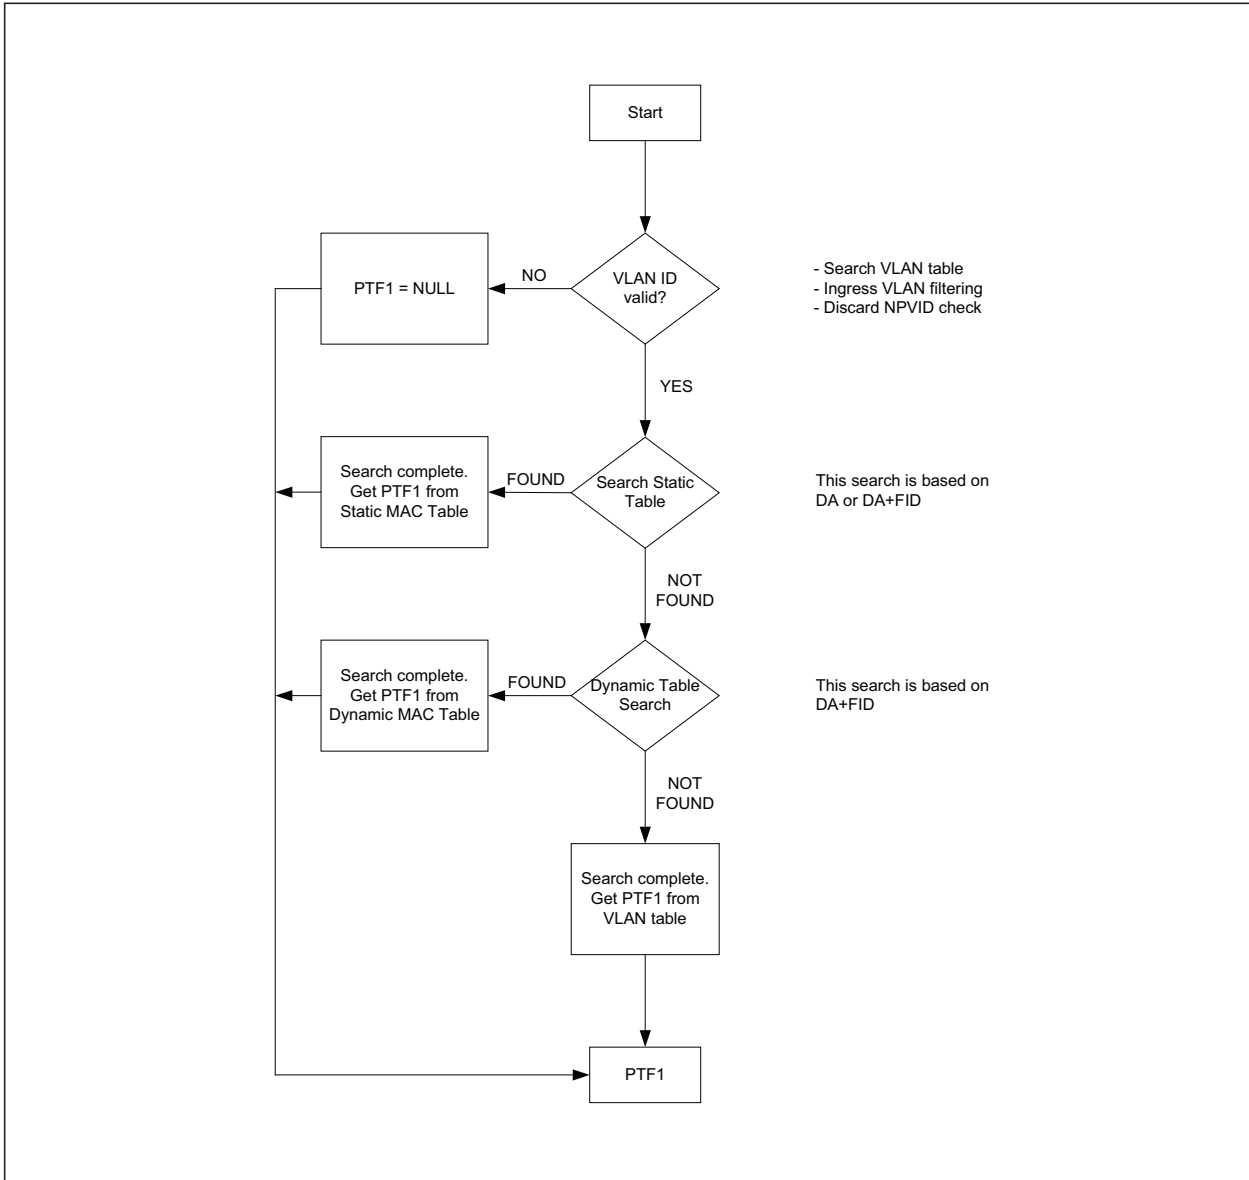 Start
VLAN ID
valid?
NO
PTF1 = NULL
- Search VLAN table
- Ingress VLAN filtering
- Discard NPVID check
YES
Search Static
Table
FOUND
Search complete.
Get PTF1 from
Static MAC Table
This search is based on
DA or DA+FID
NOT
FOUND
Dynamic Table
Search
FOUND
Search complete.
Get PTF1 from
Dynamic MAC Table
This search is based on
DA+FID
NOT
FOUND
Search complete.
Get PTF1 from
VLAN table
PTF1